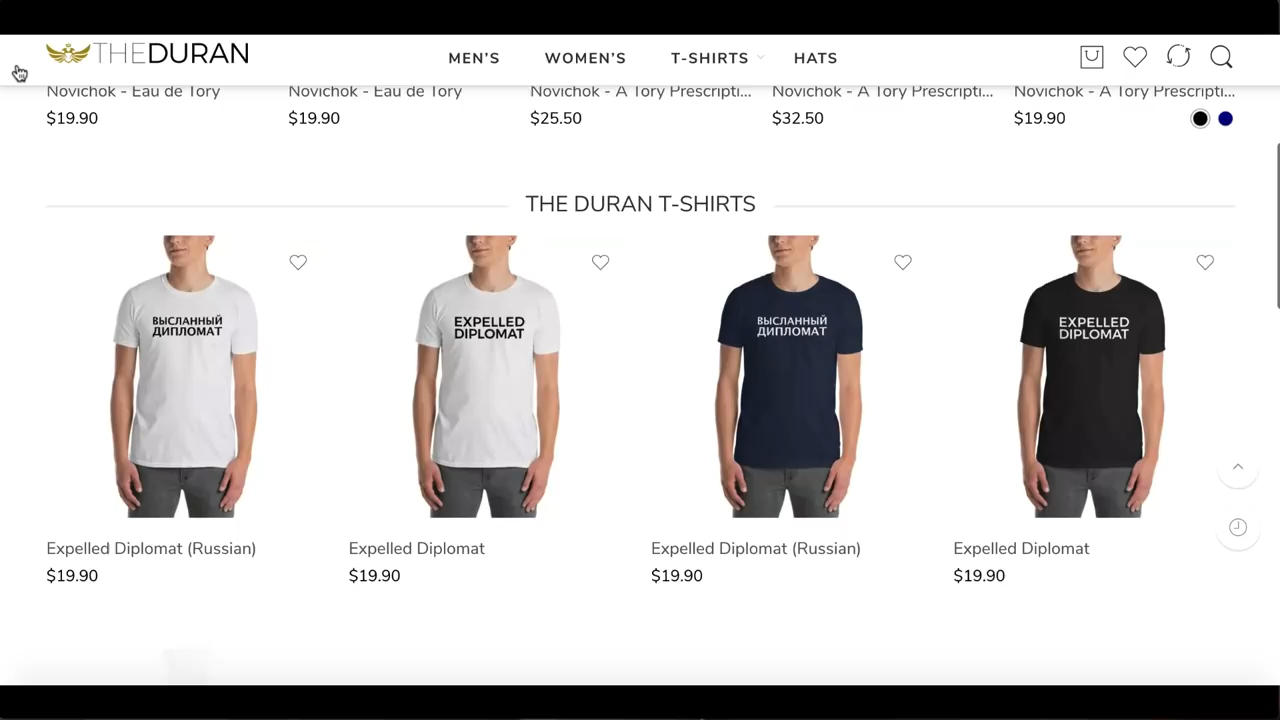 THEDURAN
MEN'S WOMEN'S T-SHIRTS HATS
Novichok - Eau de Tory
Novichok - Eau de Tory
Novichok - A Tory Prescripti...
Novichok - A Tory Prescripti...
Novichok - A Tory Prescripti...
$19.90
$19.90
$25.50
$32.50
$19.90
THE DURAN T-SHIRTS
ВЫСЛАННЫЙ
ДИПЛОМАТ
EXPELLED
DIPLOMAT
ВЫСЛАННЫЙ
ДИПЛОМАТ
EXPELLED
DIPLOMAT
Expelled Diplomat (Russian)
Expelled Diplomat
Expelled Diplomat (Russian)
Expelled Diplomat
$19.90
$19.90
$19.90
$19.90